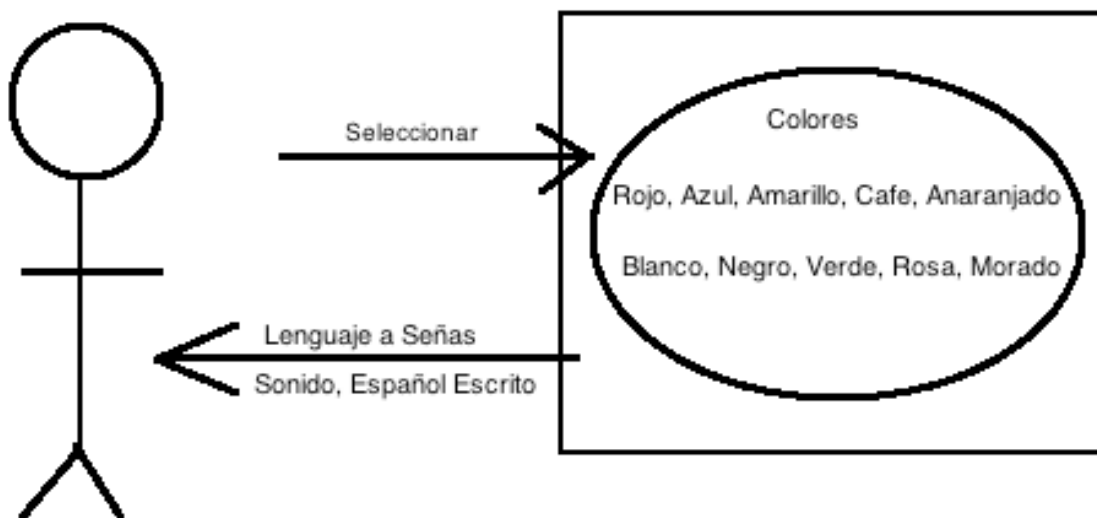 Seleccionar
Colores
Rojo, Azul, Amarillo, Cafe, Anaranjado
Blanco, Negro, Verde, Rosa, Morado
Lenguaje a Señas
Sonido, Español Escrito